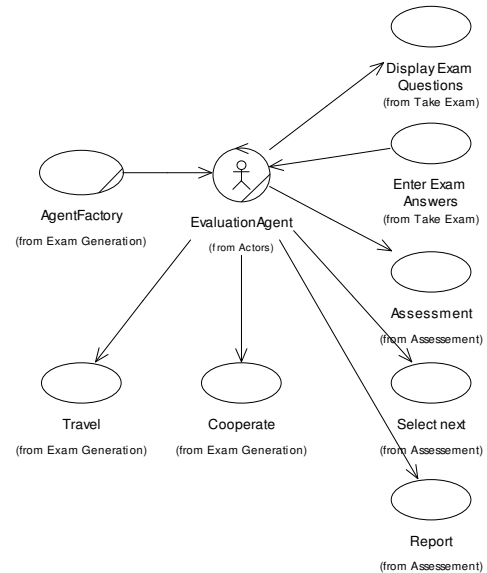 Display Exam
Questions
(from Take Exam)
Enter Exam
Answers
(from Take Exam)
AgentFactory
(from Exam Generation)
EvaluationAgent
(from Actors)
Assessment
(from Assessement)
Travel
(from Exam Generation)
Cooperate
(from Exam Generation)
Select next
(from Assessement)
Report
(from Assessement)